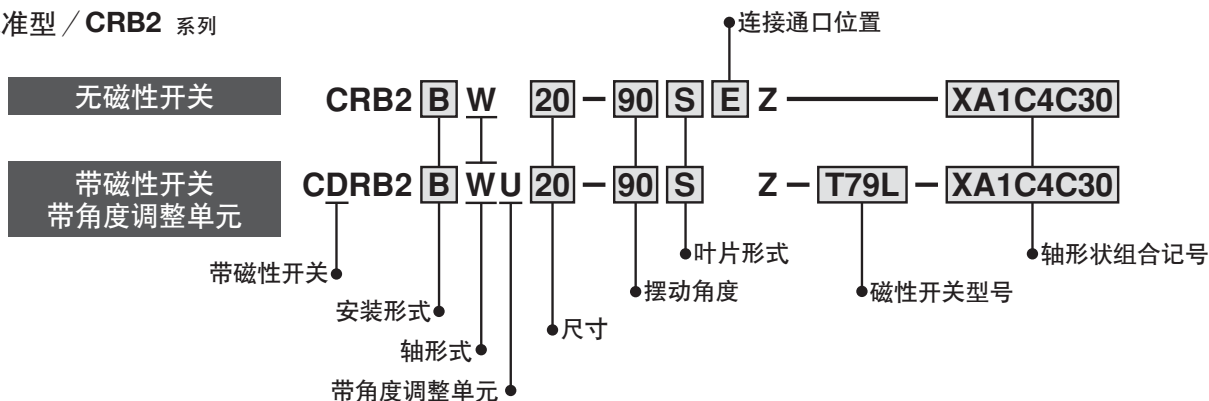 准型／CRB2 系列
连接通口位置
无磁性开关
CRB2 B W 20－90 S E Z － XA1C4C30
带磁性开关
带角度调整单元
CDRB2 B W U 20－90 S Z－T79L－XA1C4C30
叶片形式
轴形状组合记号
带磁性开关
摆动角度
磁性开关型号
安装形式
尺寸
轴形式
带角度调整单元